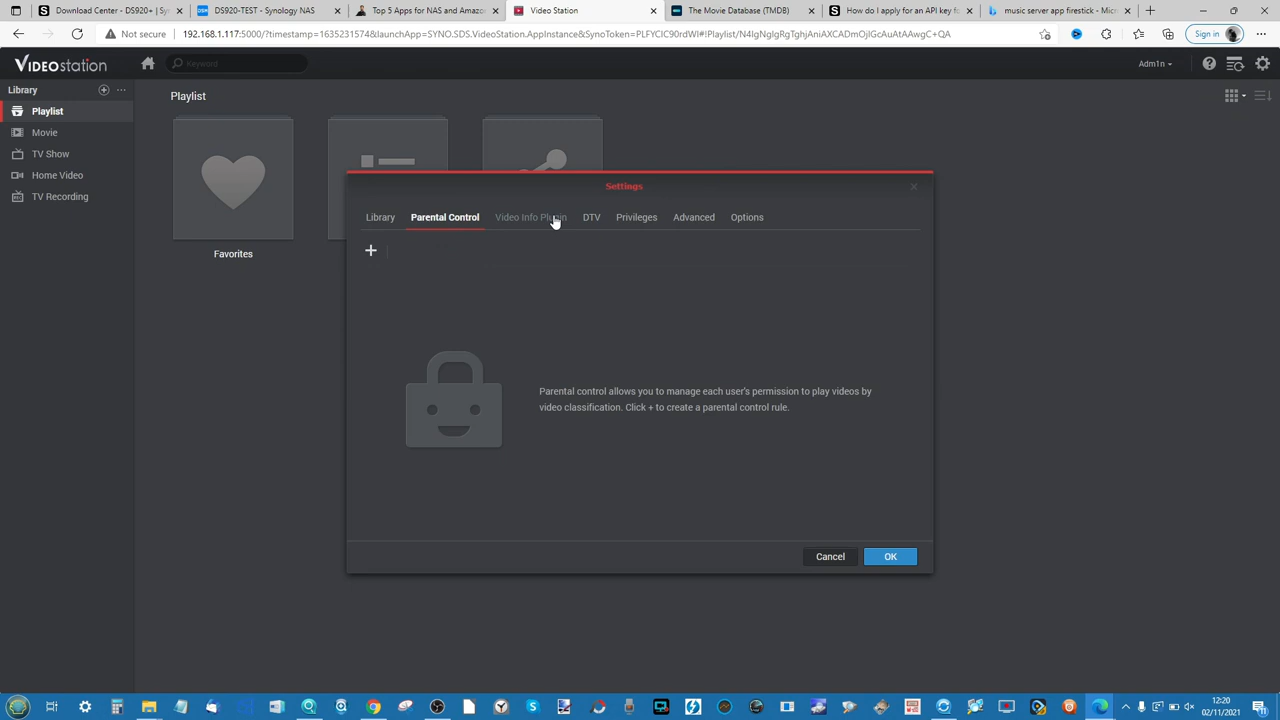 Download Center - DS920+ | Sys
DS920-TEST - Synology NAS
Top 5 Apps for NAS and Amazo
Video Station
The Movie Database (TMDB)
How do I apply for an API key fo
music server app firestick - Micr
Not secure
192.168.1.117:5000/?timestamp=1635231574&launchApp=SYNO.SDS.VideoStation.AppInstance&SynoToken=PLFYCIC90rdWI#!Playlist/N4IgNgIgRgTghjAniAXCADmOjIGcAuAtAAwgC+QA
Sign in
VIDEOstation
Keyword
Adm1n
Library
Playlist
Playlist
Movie
TV Show
Home Video
TV Recording
Favorites
Settings
Library
Parental Control
Video Info Plugin
DTV
Privileges
Advanced
Options
Parental control allows you to manage each user's permission to play videos by
video classification. Click + to create a parental control rule.
Cancel
OK
12:20
02/11/2021